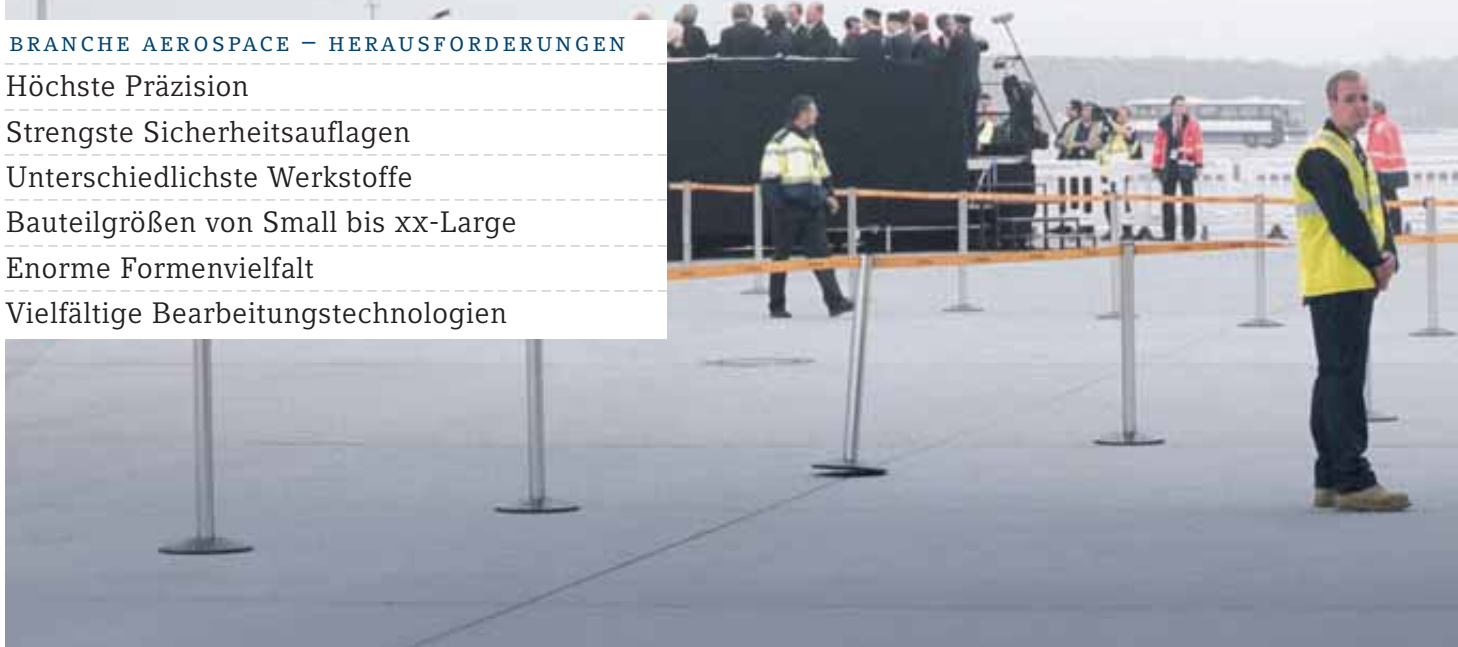 BRANCHE AEROSPACE – HERAUSFORDERUNGEN
Höchste Präzision
Strengste Sicherheitsauflagen
Unterschiedlichste Werkstoffe
Bauteilgrößen von Small bis XX-Large
Enorme Formenvielfalt
Vielfältige Bearbeitungstechnologien